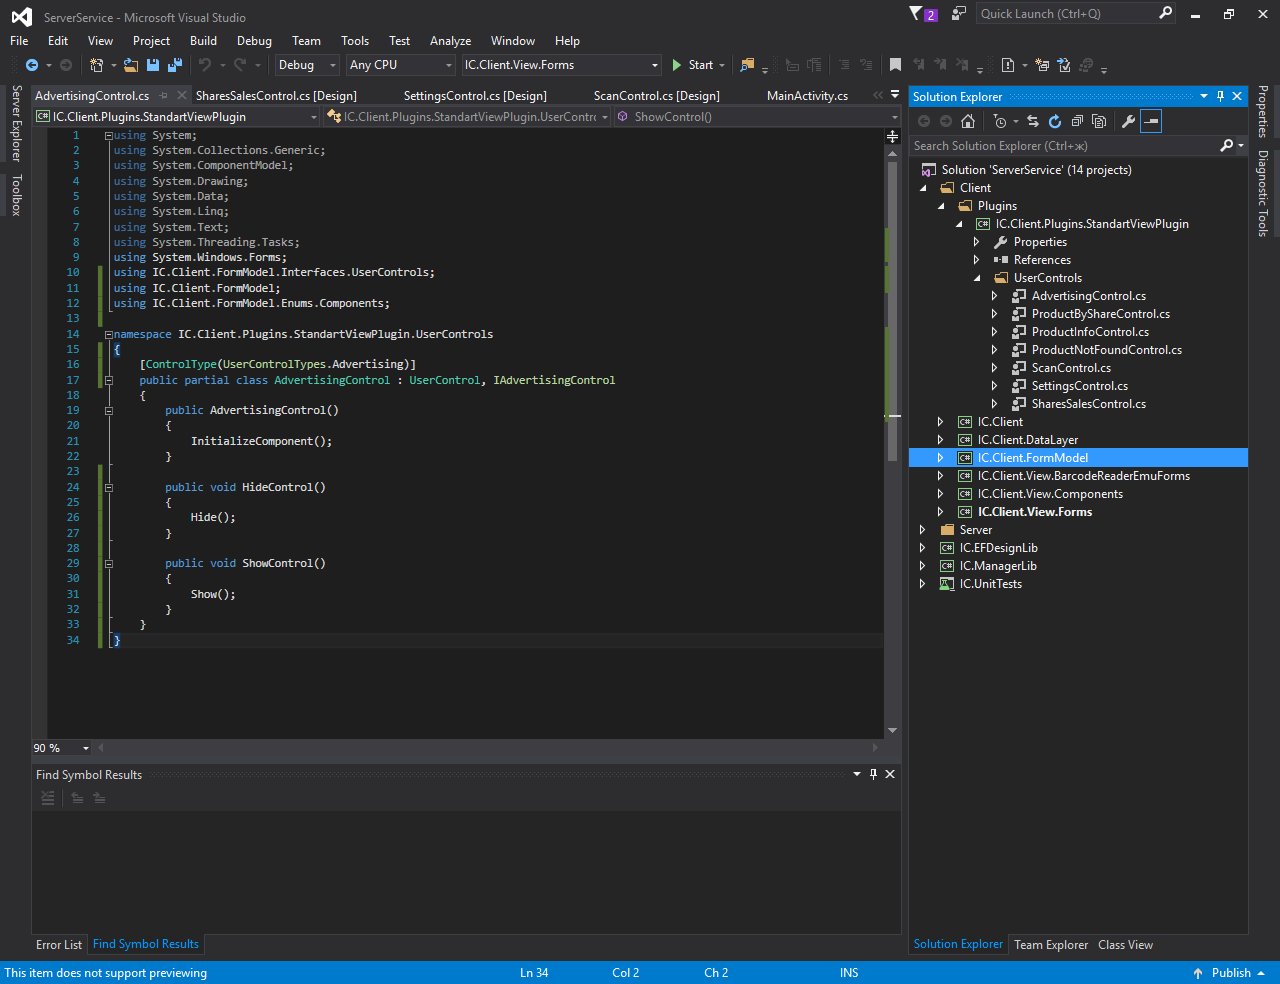 ServerService - Microsoft Visual Studio
2
Quick Launch (Ctrl+Q)
File Edit View Project Build Debug Team Tools Test Analyze Window Help
Debug Any CPU IC.Client.View.Forms Start
Server Explorer
Toolbox
AdvertisingControl.cs SharesSalesControl.cs [Design] SettingsControl.cs [Design] ScanControl.cs [Design] MainActivity.cs
IC.Client.Plugins.StandartViewPlugin IC.Client.Plugins.StandartViewPlugin.UserContro ShowControl()
1 using System;
2 using System.Collections.Generic;
3 using System.ComponentModel;
4 using System.Drawing;
5 using System.Data;
6 using System.Linq;
7 using System.Text;
8 using System.Threading.Tasks;
9 using System.Windows.Forms;
10 using IC.Client.FormModel.Interfaces.UserControls;
11 using IC.Client.FormModel;
12 using IC.Client.FormModel.Enums.Components;
13
14 namespace IC.Client.Plugins.StandartViewPlugin.UserControls
15 {
16 [ControlType(UserControlTypes.Advertising)]
17 public partial class AdvertisingControl : UserControl, IAdvertisingControl
18 {
19 public AdvertisingControl()
20 {
21 InitializeComponent();
22 }
23
24 public void HideControl()
25 {
26 Hide();
27 }
28
29 public void ShowControl()
30 {
31 Show();
32 }
33 }
34 }
90 %
Find Symbol Results
Error List Find Symbol Results
Solution Explorer
Search Solution Explorer (Ctrl+ж)
Solution 'ServerService' (14 projects)
Client
Plugins
IC.Client.Plugins.StandartViewPlugin
Properties
References
UserControls
AdvertisingControl.cs
ProductByShareControl.cs
ProductInfoControl.cs
ProductNotFoundControl.cs
ScanControl.cs
SettingsControl.cs
SharesSalesControl.cs
IC.Client
IC.Client.DataLayer
IC.Client.FormModel
IC.Client.View.BarcodeReaderEmuForms
IC.Client.View.Components
IC.Client.View.Forms
Server
IC.EFDesignLib
IC.ManagerLib
IC.UnitTests
Solution Explorer Team Explorer Class View
Properties
Diagnostic Tools
This item does not support previewing Ln 34 Col 2 Ch 2 INS Publish